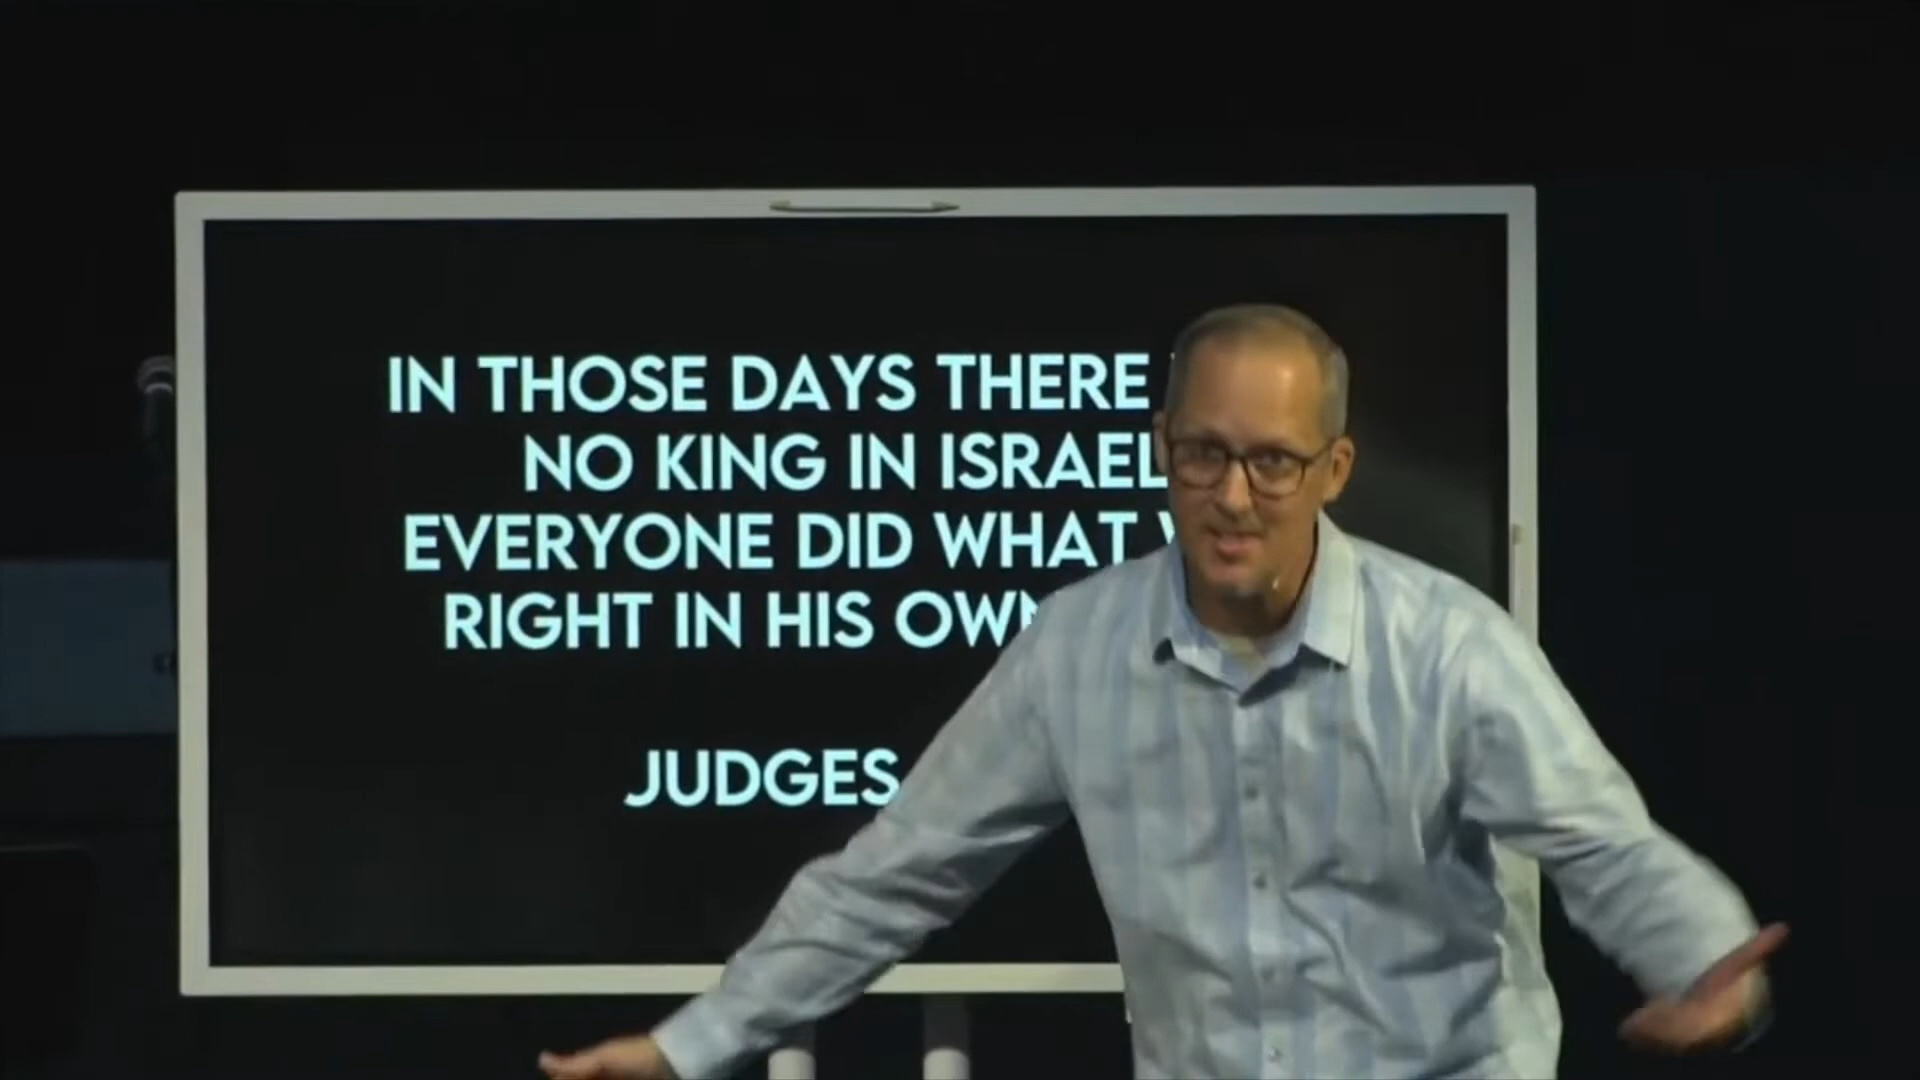 IN THOSE DAYS THERE
NO KING IN ISRAEL
EVERYONE DID WHAT
RIGHT IN HIS OWN
JUDGES